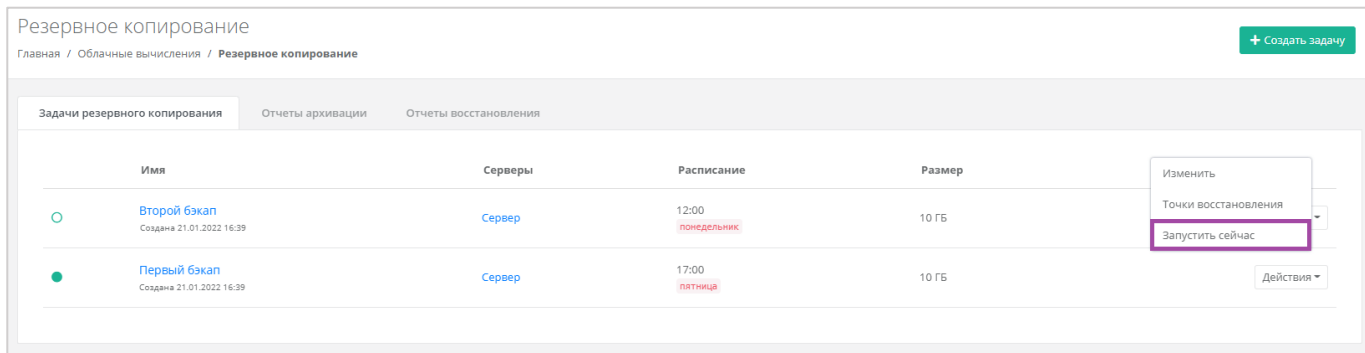 Резервное копирование
Главная / Облачные вычисления / Резервное копирование
+ Создать задачу
Задачи резервного копирования Отчеты архивации Отчеты восстановления
Имя Серверы Расписание Размер
Изменить
Точки восстановления
Запустить сейчас
Второй бэкап Сервер 12:00 10 ГБ
Создана 21.01.2022 16:39 понедельник
Первый бэкап Сервер 17:00 10 ГБ Действия
Создана 21.01.2022 16:39 пятница